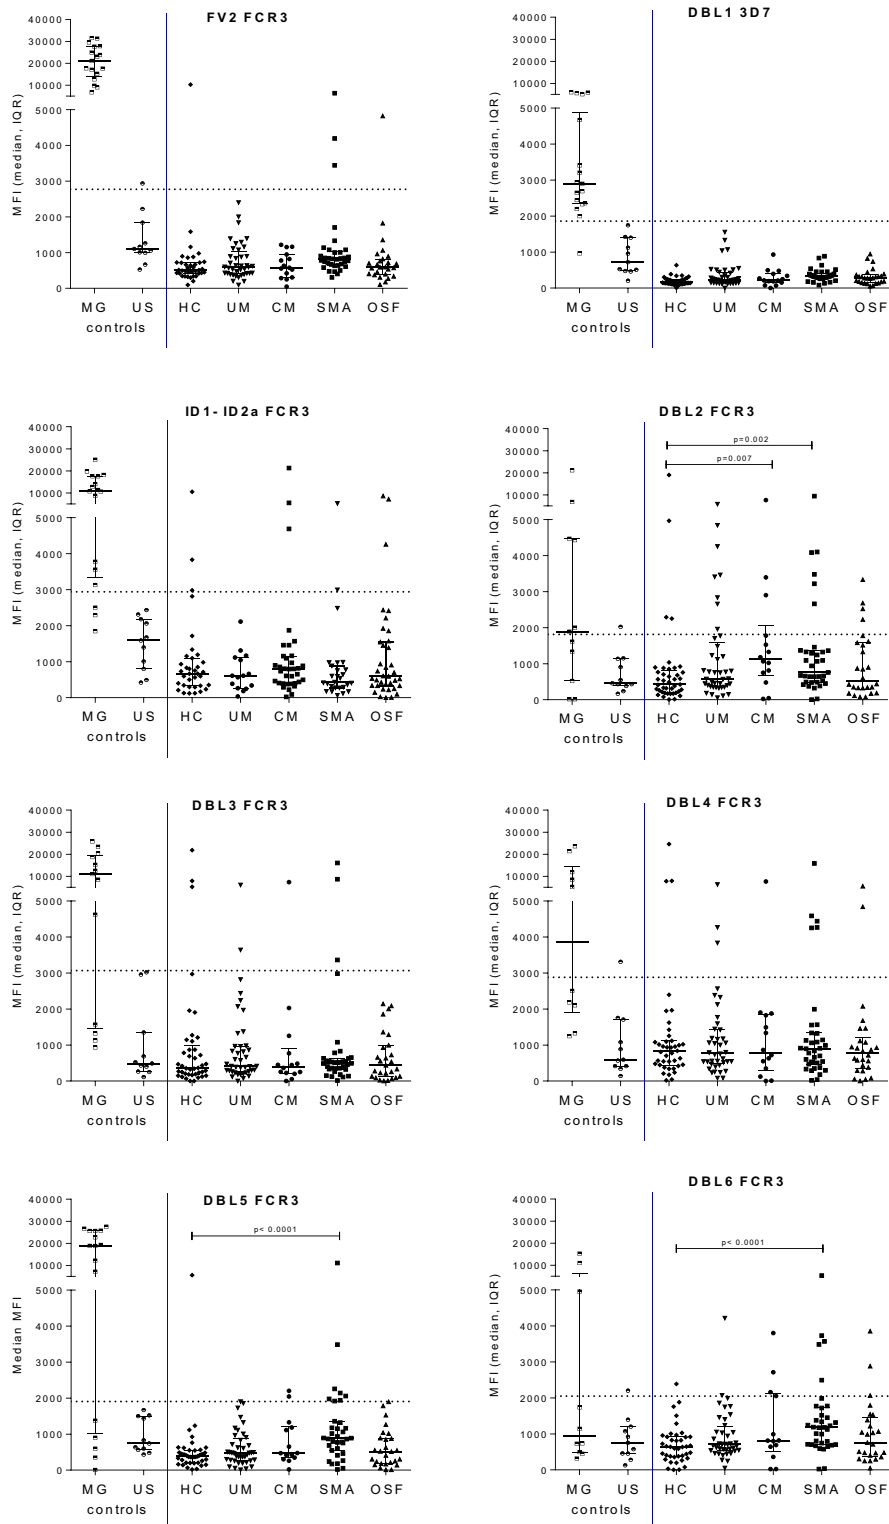 FV2 FCR3
MFI (median, IQR)
40000
30000
20000
10000
5000
4000
3000
2000
1000
0
MG US HC UM CM SMA OSF
controls
DBL1 3D7
MFI (median, IQR)
40000
30000
20000
10000
5000
4000
3000
2000
1000
0
MG US HC UM CM SMA OSF
controls
ID1- ID2a FCR3
MFI (median, IQR)
40000
30000
20000
10000
5000
4000
3000
2000
1000
0
MG US HC UM CM SMA OSF
controls
DBL2 FCR3
p=0.002
p=0.007
MFI (median, IQR)
40000
30000
20000
10000
5000
4000
3000
2000
1000
0
MG US HC UM CM SMA OSF
controls
DBL3 FCR3
MFI (median, IQR)
40000
30000
20000
10000
5000
4000
3000
2000
1000
0
MG US HC UM CM SMA OSF
controls
DBL4 FCR3
MFI (median, IQR)
40000
30000
20000
10000
5000
4000
3000
2000
1000
0
MG US HC UM CM SMA OSF
controls
DBL5 FCR3
p< 0.0001
Median MFI
40000
30000
20000
10000
5000
4000
3000
2000
1000
0
MG US HC UM CM SMA OSF
controls
DBL6 FCR3
p< 0.0001
MFI (median, IQR)
40000
30000
20000
10000
5000
4000
3000
2000
1000
0
MG US HC UM CM SMA OSF
controls